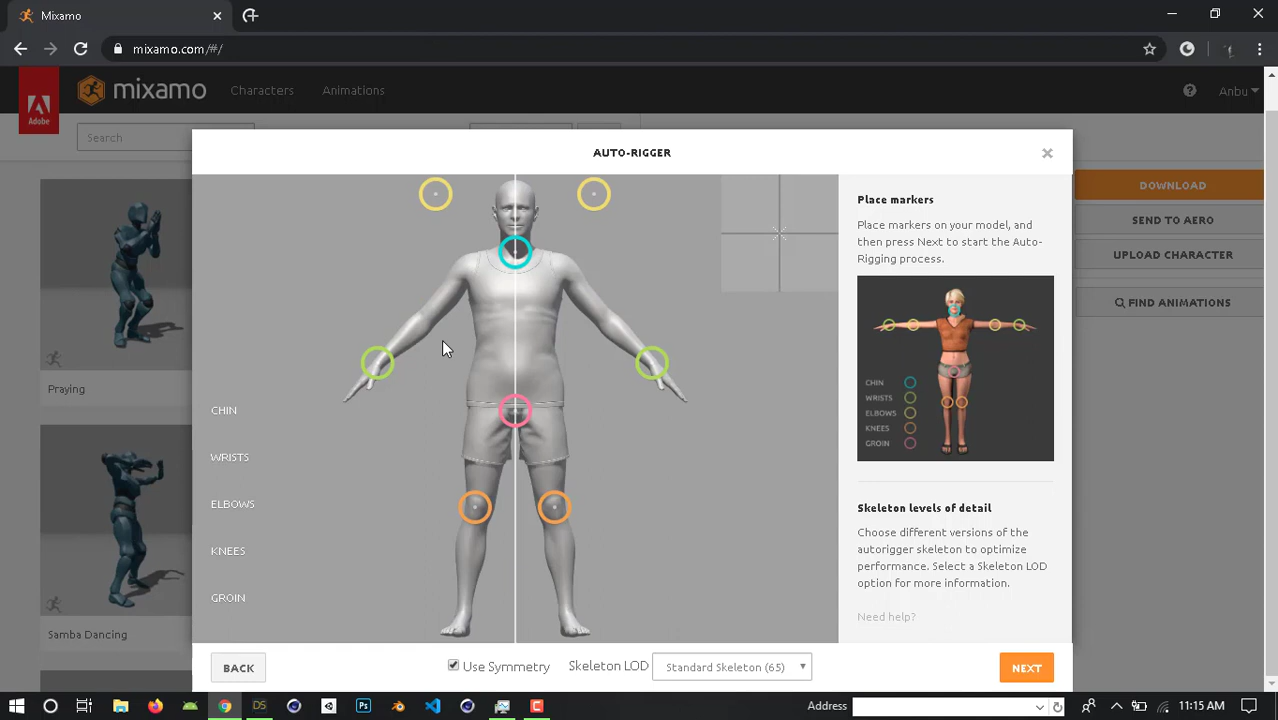 Mixamo
mixamo.com/#/
Adobe
mixamo
Characters
Animations
Anbu
Search
AUTO-RIGGER
Praying
Samba Dancing
CHIN
WRISTS
ELBOWS
KNEES
GROIN
Place markers
Place markers on your model, and
then press Next to start the Auto-
Rigging process.
CHIN
WRISTS
ELBOWS
KNEES
GROIN
Skeleton levels of detail
Choose different versions of the
autorigger skeleton to optimize
performance. Select a Skeleton LOD
option for more information.
Need help?
DOWNLOAD
SEND TO AERO
UPLOAD CHARACTER
FIND ANIMATIONS
BACK
Use Symmetry
Skeleton LOD
Standard Skeleton (65)
NEXT
DS
Ps
Address
11:15 AM